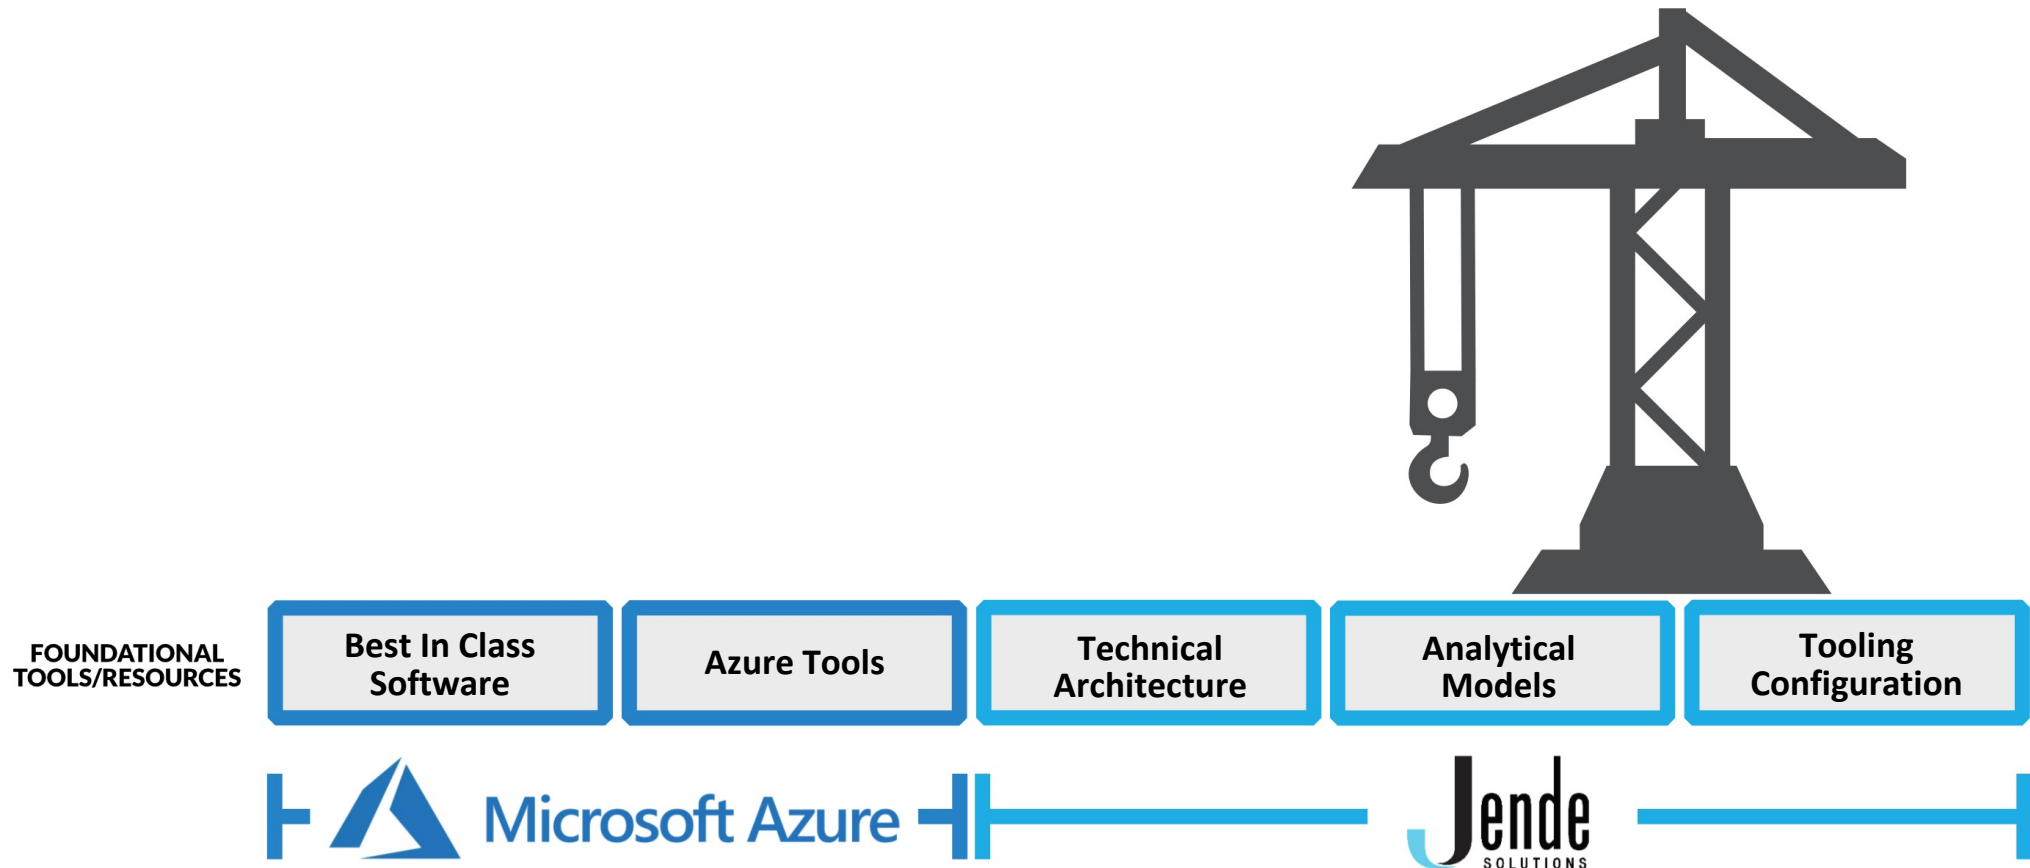 FOUNDATIONAL
TOOLS/RESOURCES
Best In Class
Software
Azure Tools
Technical
Architecture
Analytical
Models
Tooling
Configuration
Microsoft Azure
Jende
SOLUTIONS